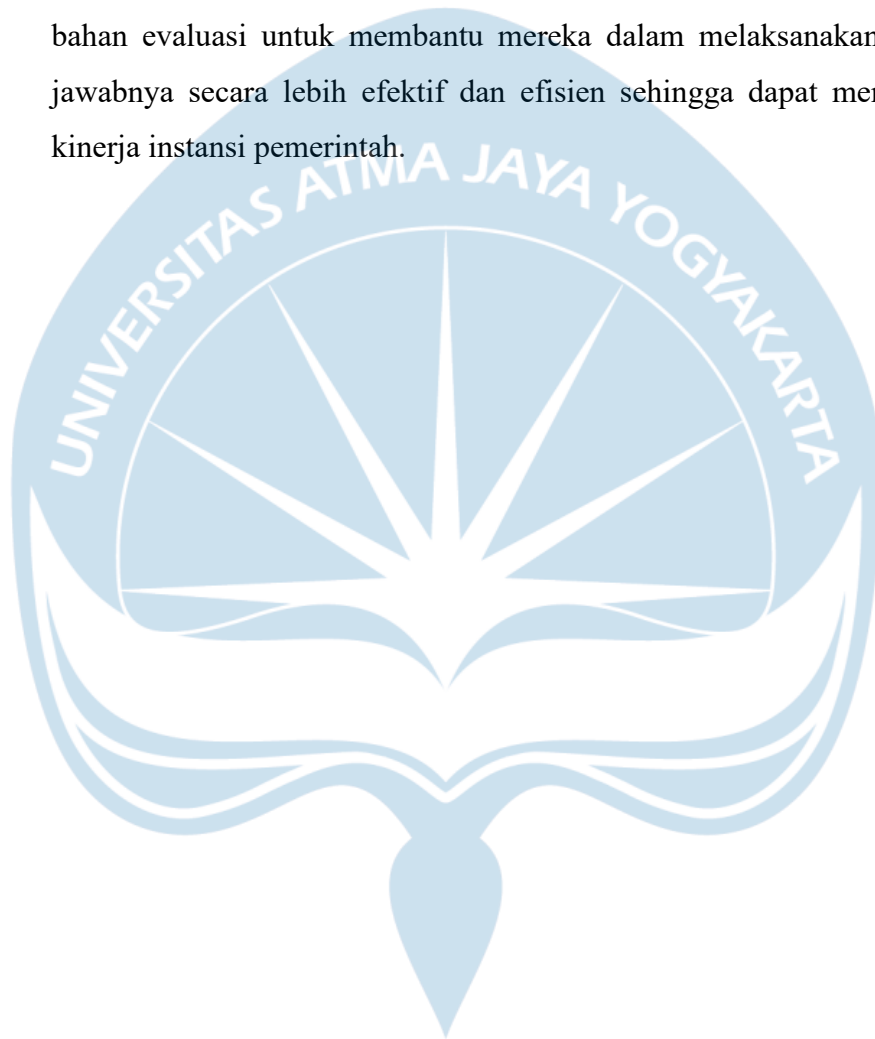 bahan evaluasi untuk membantu mereka dalam melaksanakan
jawabnya secara lebih efektif dan efisien sehingga dapat
kinerja instansi pemerintah.
UNIVERSITAS ATMA JAYA YOGYAKARTA